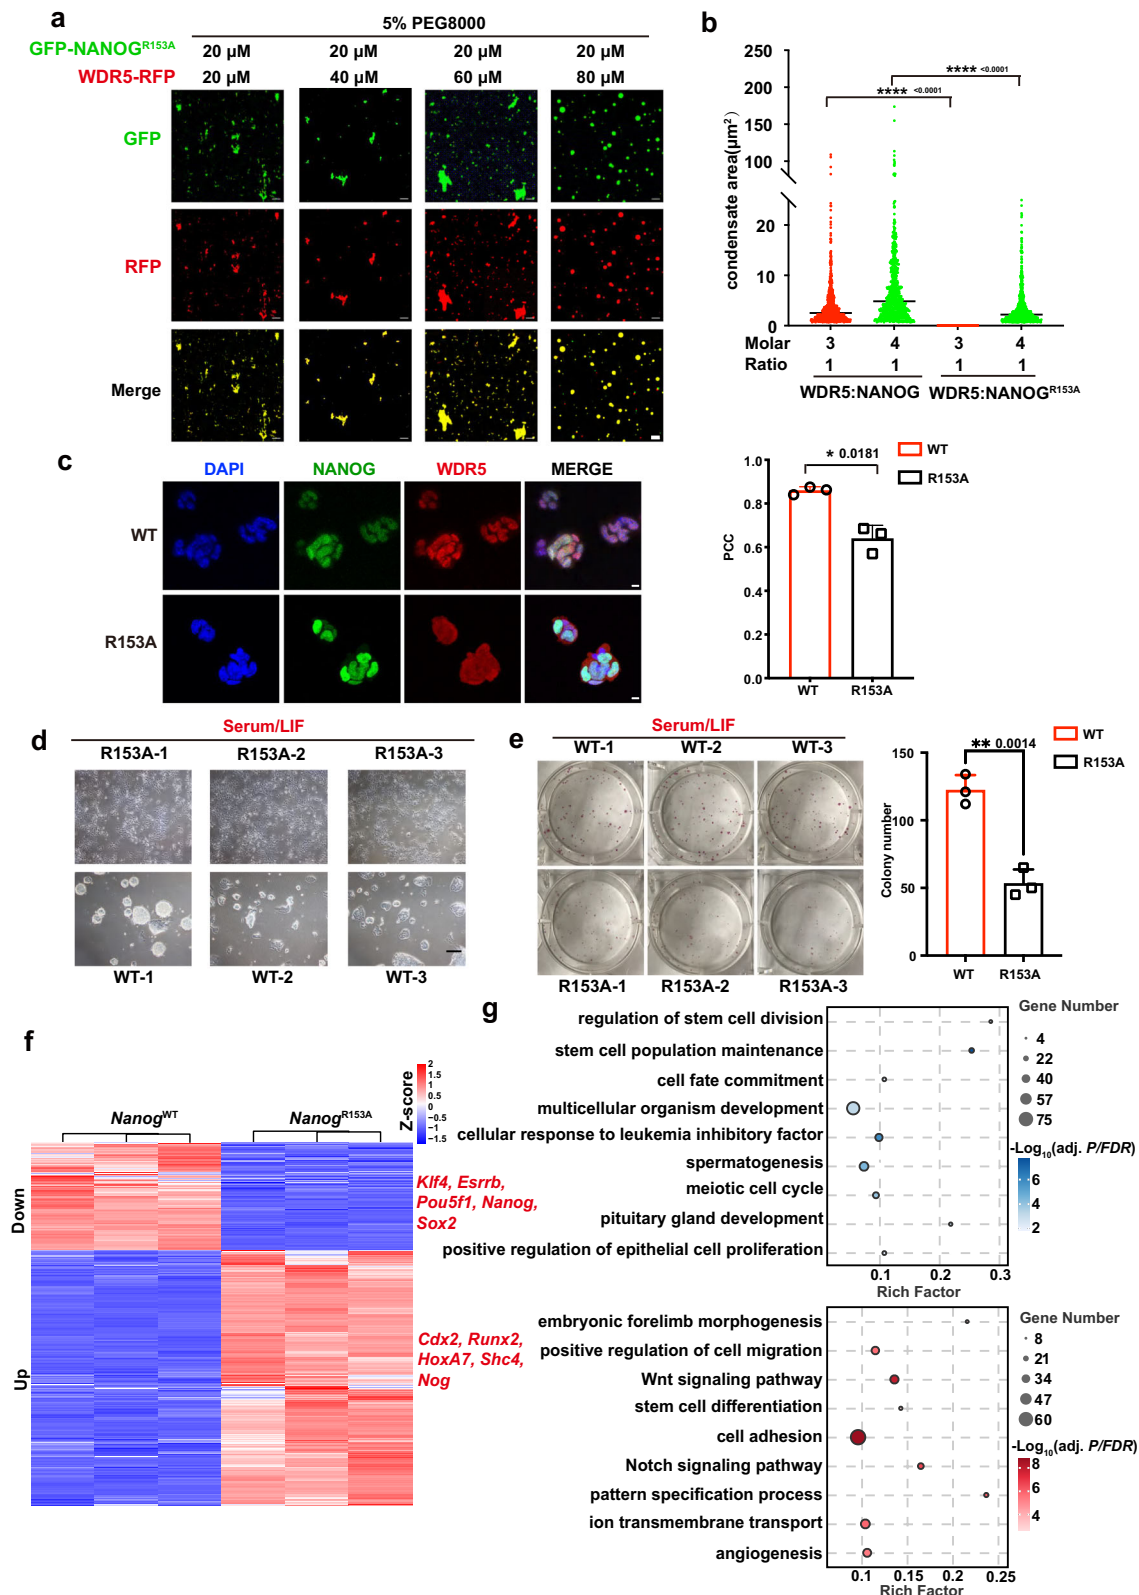 a
5% PEG8000
GFP-NANOG^R153A 20 μM 20 μM 20 μM 20 μM
WDR5-RFP 20 μM 40 μM 60 μM 80 μM
GFP
RFP
Merge
b
**** <0.0001
**** <0.0001
condensate area(μm²)
250
200
150
100
20
10
0
Molar 3 4 3 4
Ratio 1 1 1 1
WDR5:NANOG WDR5:NANOG^R153A
c
DAPI NANOG WDR5 MERGE
WT
R153A
WT
R153A
* 0.0181
PCC
1.0
0.8
0.6
0.4
0.2
0.0
WT R153A
d
Serum/LIF
R153A-1 R153A-2 R153A-3
WT-1 WT-2 WT-3
e
Serum/LIF
WT-1 WT-2 WT-3
R153A-1 R153A-2 R153A-3
WT
R153A
** 0.0014
Colony number
150
100
50
0
WT R153A
f
Nanog^WT Nanog^R153A
Z-score
2
1.5
1
0.5
0
−0.5
−1
−1.5
Down
Up
Klf4, Esrrb,
Pou5f1, Nanog,
Sox2
Cdx2, Runx2,
HoxA7, Shc4,
Nog
g
regulation of stem cell division
stem cell population maintenance
cell fate commitment
multicellular organism development
cellular response to leukemia inhibitory factor
spermatogenesis
meiotic cell cycle
pituitary gland development
positive regulation of epithelial cell proliferation
0.1 0.2 0.3
Rich Factor
Gene Number
4
22
40
57
75
-Log10(adj. P/FDR)
8
6
4
2
embryonic forelimb morphogenesis
positive regulation of cell migration
Wnt signaling pathway
stem cell differentiation
cell adhesion
Notch signaling pathway
pattern specification process
ion transmembrane transport
angiogenesis
0.1 0.15 0.2 0.25
Rich Factor
Gene Number
8
21
34
47
60
-Log10(adj. P/FDR)
8
6
4